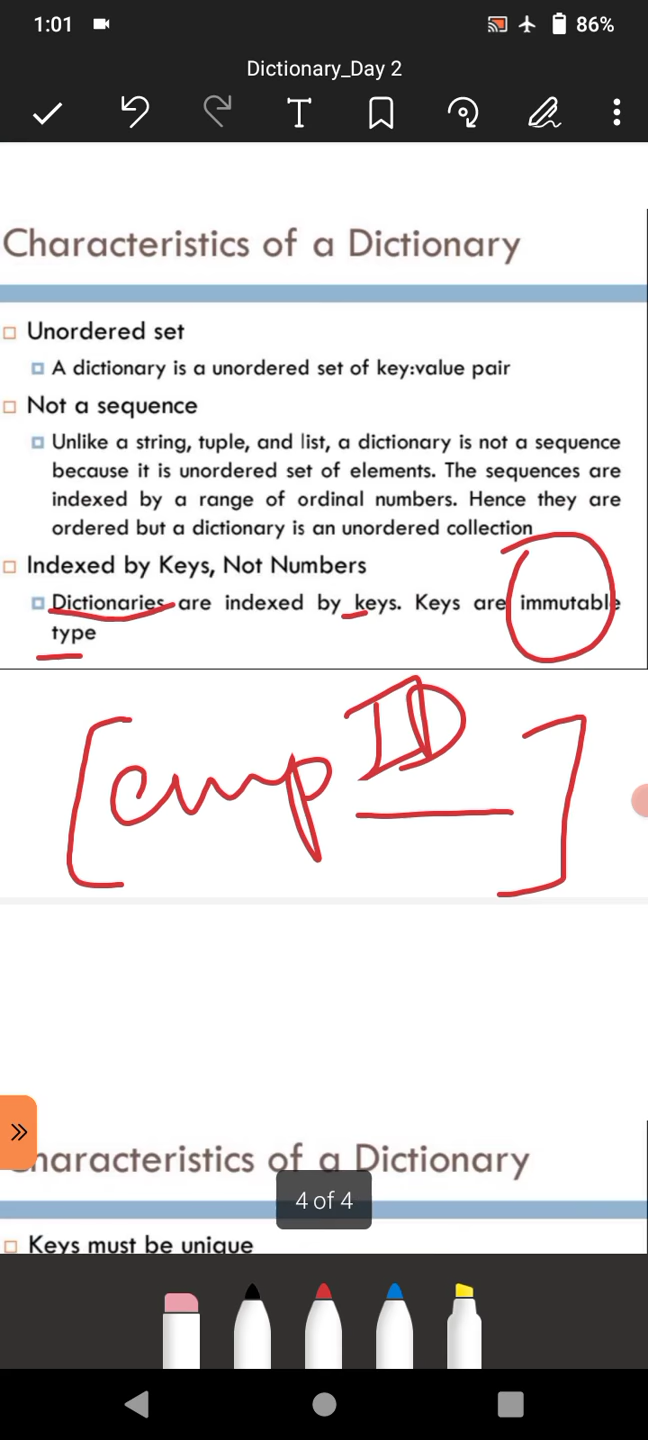 1:01
86%
Dictionary_Day 2
T
Characteristics of a Dictionary
Unordered set
A dictionary is a unordered set of key:value pair
Not a sequence
Unlike a string, tuple, and list, a dictionary is not a sequence
because it is unordered set of elements. The sequences are
indexed by a range of ordinal numbers. Hence they are
ordered but a dictionary is an unordered collection
Indexed by Keys, Not Numbers
Dictionaries are indexed by keys. Keys are immutable
type
[emp ID]
Characteristics of a Dictionary
4 of 4
Keys must be unique